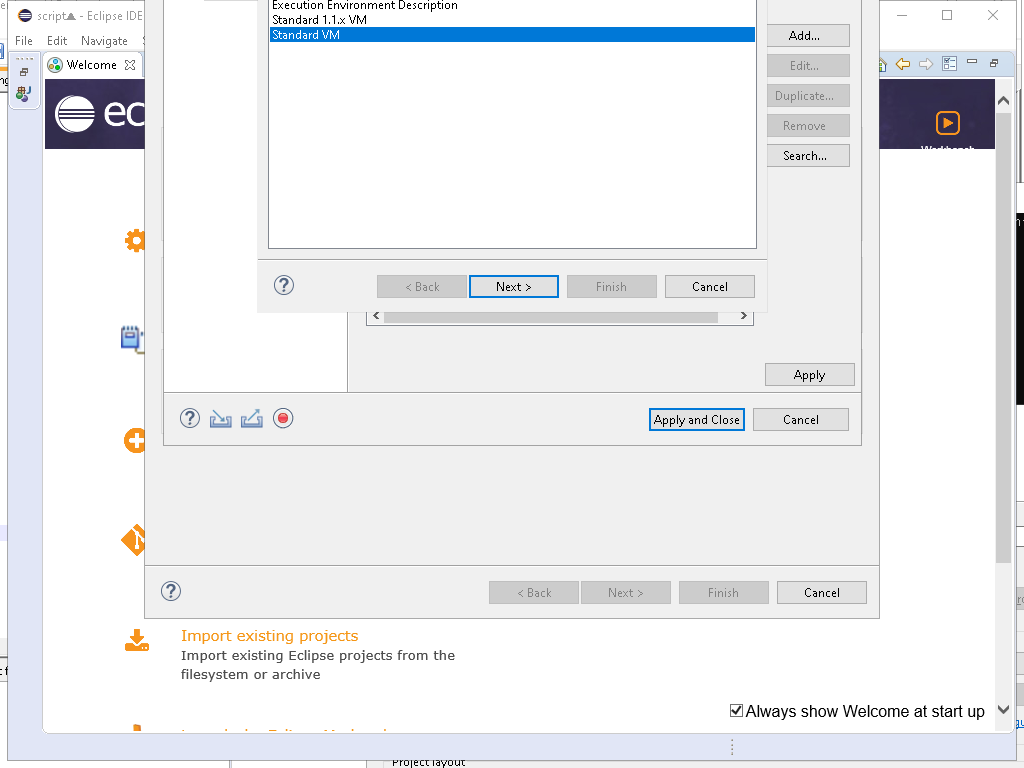 Execution Environment Description
script - Eclipse IDE
Standard 1.1.x VM
Standard VM
Add...
File Edit Navigate
Welcome
Edit...
Duplicate...
ec
Remove
Search...
< Back Next > Finish Cancel
Apply
Apply and Close Cancel
< Back Next > Finish Cancel
Import existing projects
Import existing Eclipse projects from the
filesystem or archive
Always show Welcome at start up
Project layout